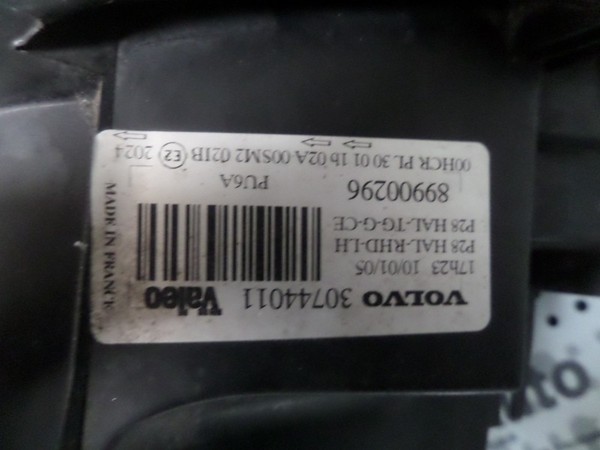 VOLVO 30744011 Valeo
17h23 10/01/05
P28 HAL-RHD-LH
P28 HAL-TG-G-CE
89900296 PU6A
00HCR PL 30 01 1b 02A 00SM2 021B E2 2024
MADE IN FRANCE
uto